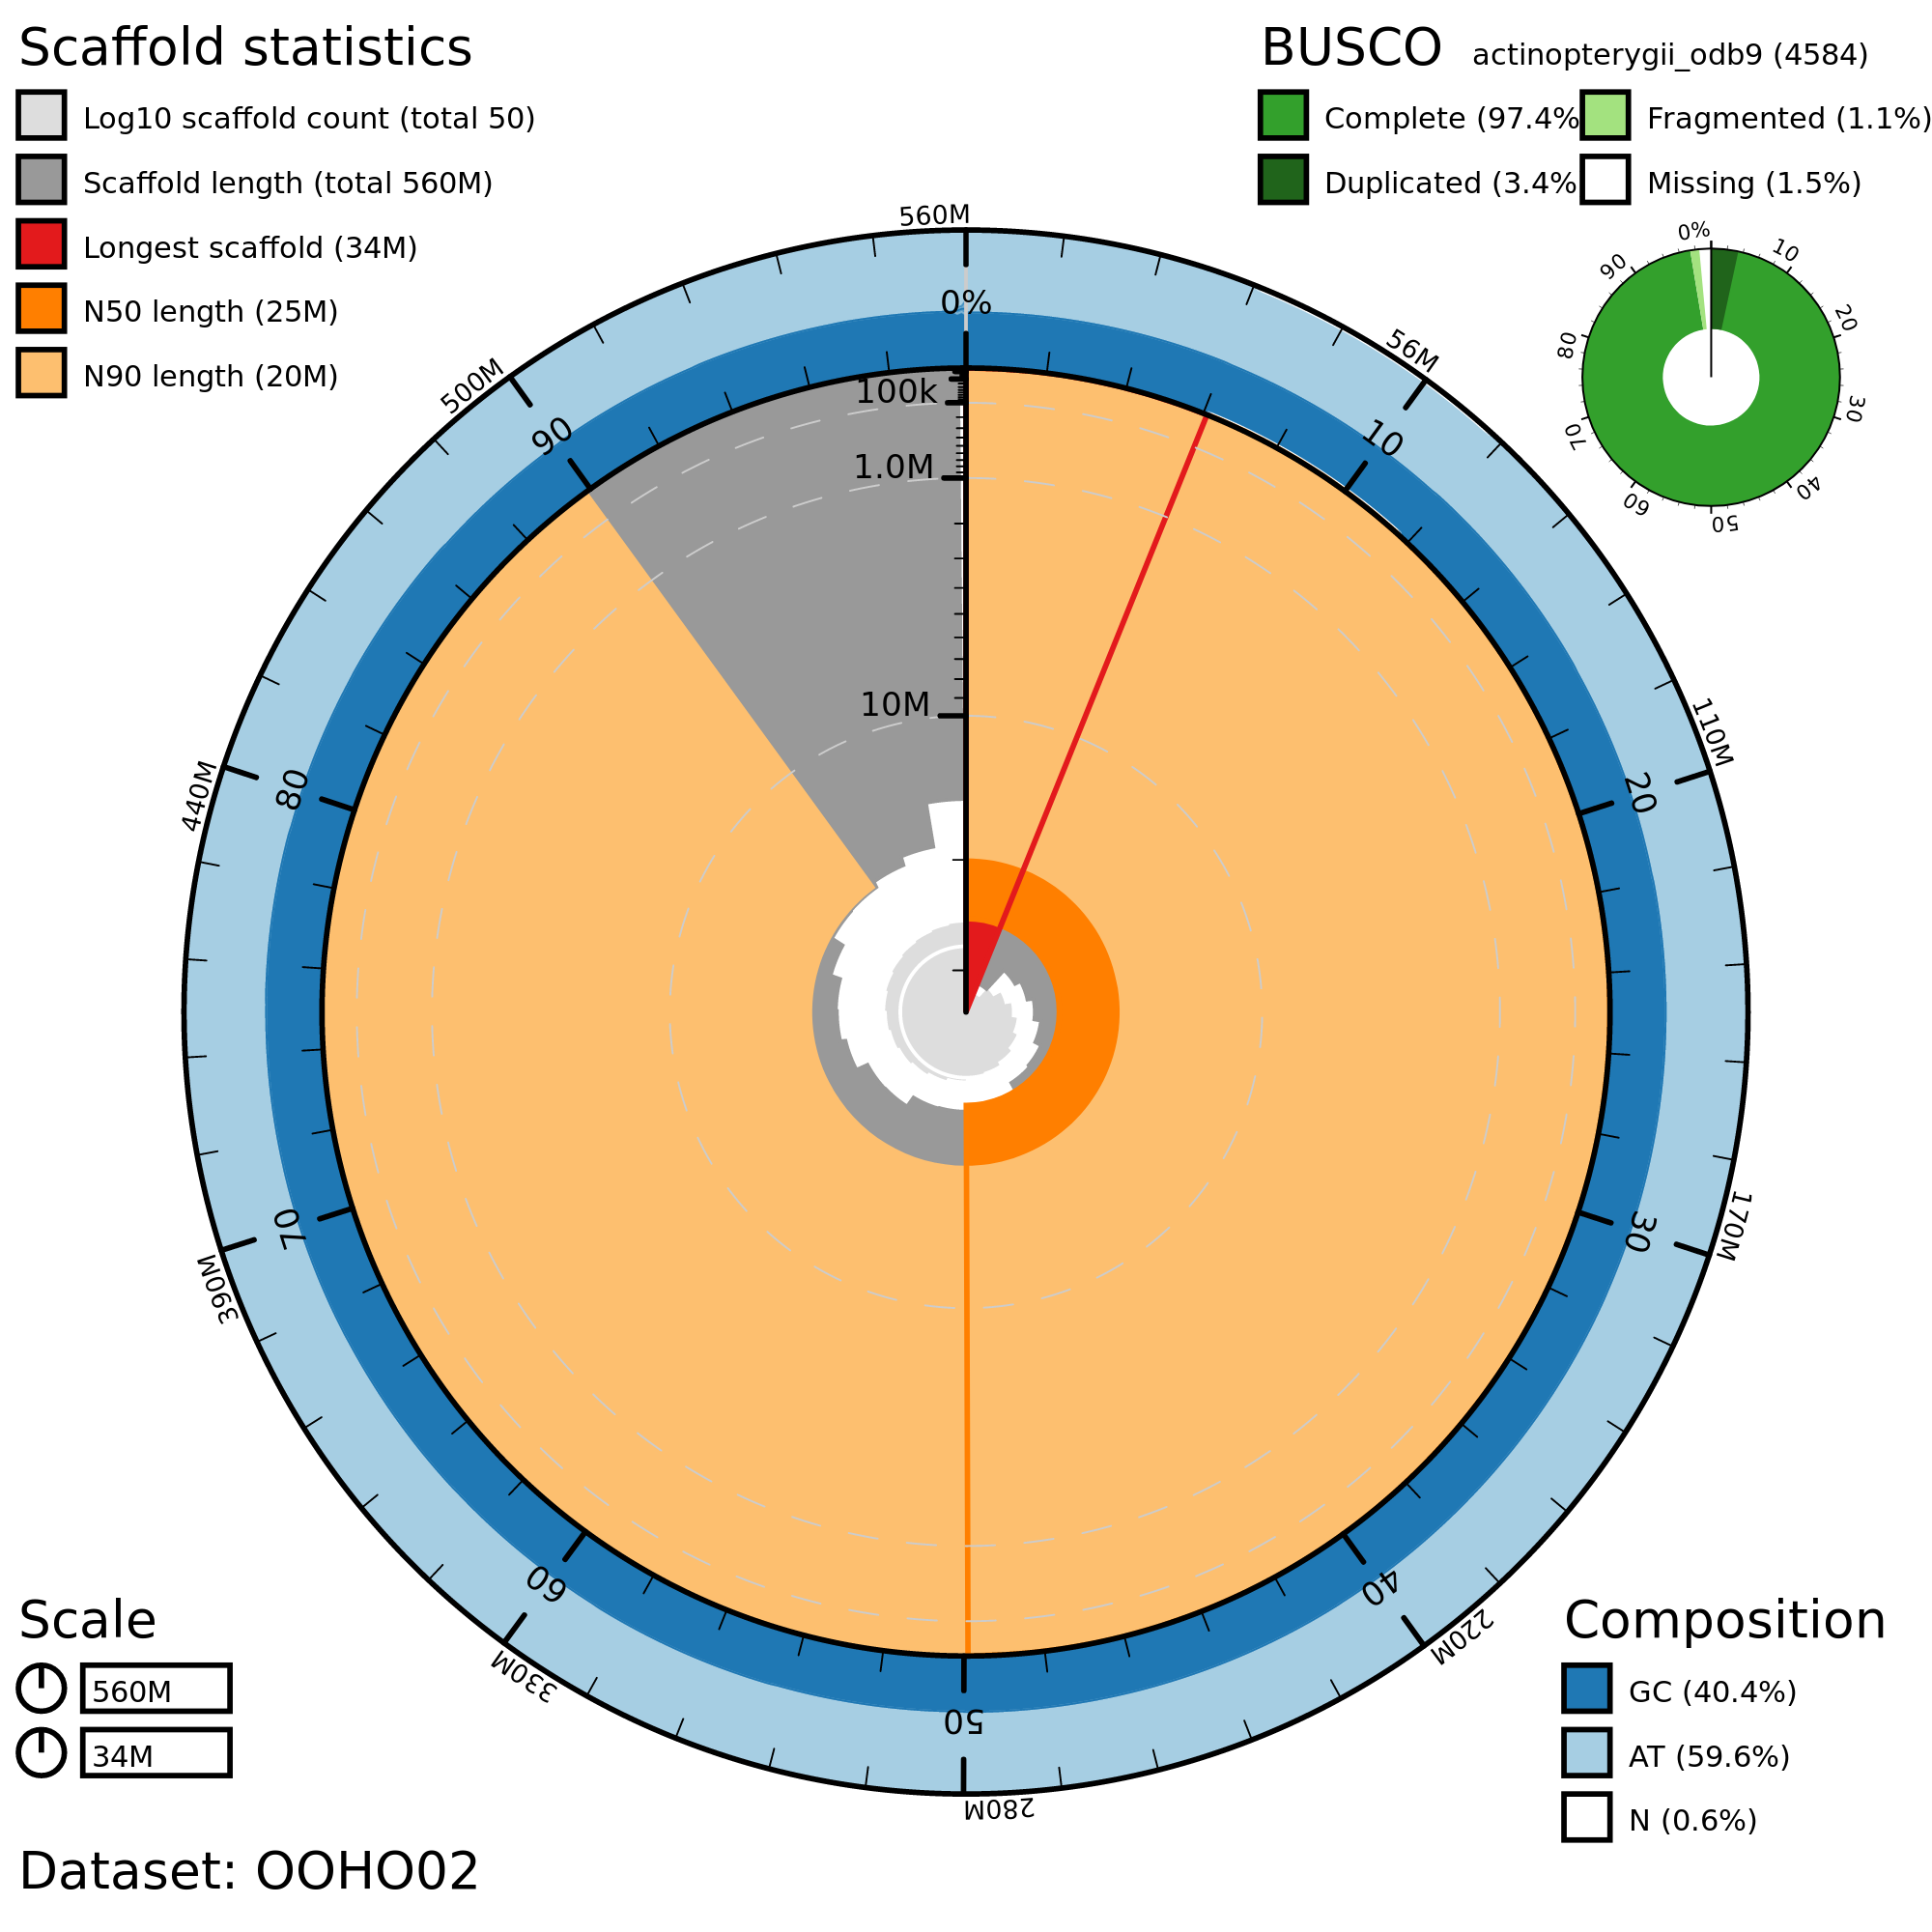 Scaffold statistics
Log10 scaffold count (total 50)
Scaffold length (total 560M)
Longest scaffold (34M)
N50 length (25M)
N90 length (20M)
BUSCO actinopterygii_odb9 (4584)
Complete (97.4% Fragmented (1.1%)
Duplicated (3.4% Missing (1.5%)
0%
10
20
30
40
50
60
70
80
90
560M
56M
110M
170M
220M
280M
330M
390M
440M
500M
0%
10
20
30
40
50
60
70
80
90
100k
1.0M
10M
Scale
560M
34M
Composition
GC (40.4%)
AT (59.6%)
N (0.6%)
Dataset: OOHO02